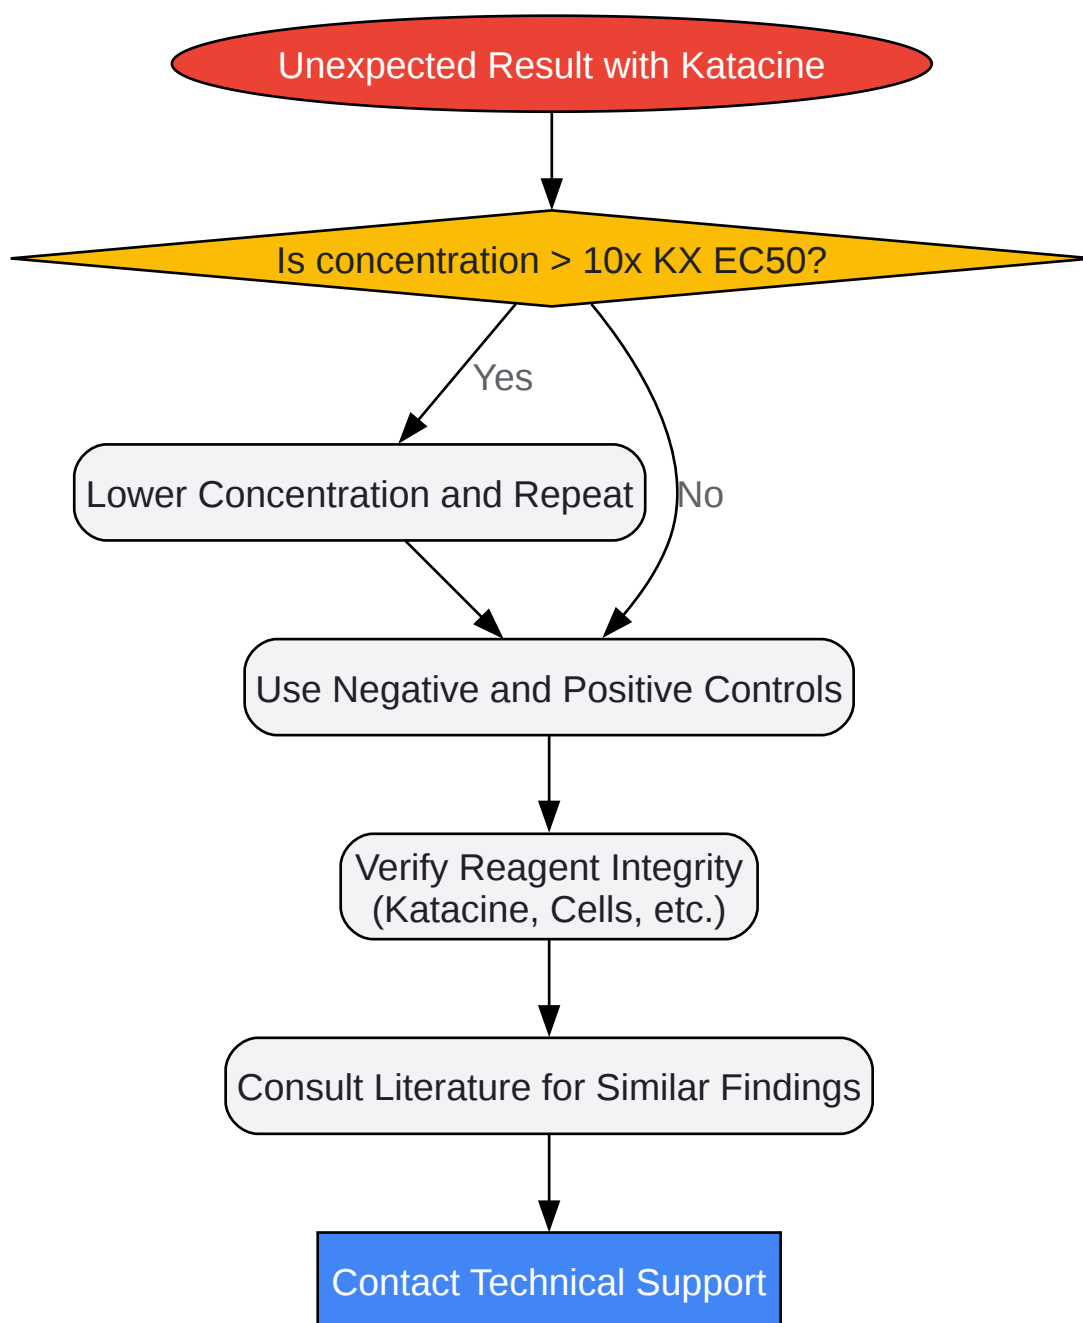 Unexpected Result with Katacine
Is concentration > 10x KX EC50?
Yes
Lower Concentration and Repeat
No
Use Negative and Positive Controls
Verify Reagent Integrity
(Katacine, Cells, etc.)
Consult Literature for Similar Findings
Contact Technical Support